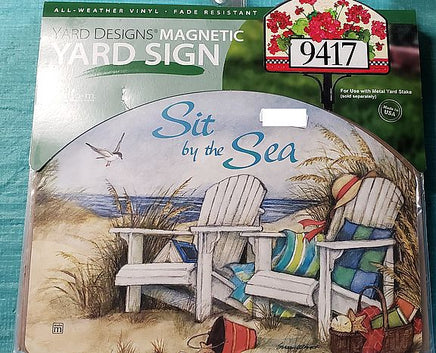 ALL-WEATHER VINYL · FADE RESISTANT
YARD DESIGNS® MAGNETIC
YARD SIGN
9417
For Use with Metal Yard Stake
(sold separately)
Made in
USA
Sit
by the Sea
m